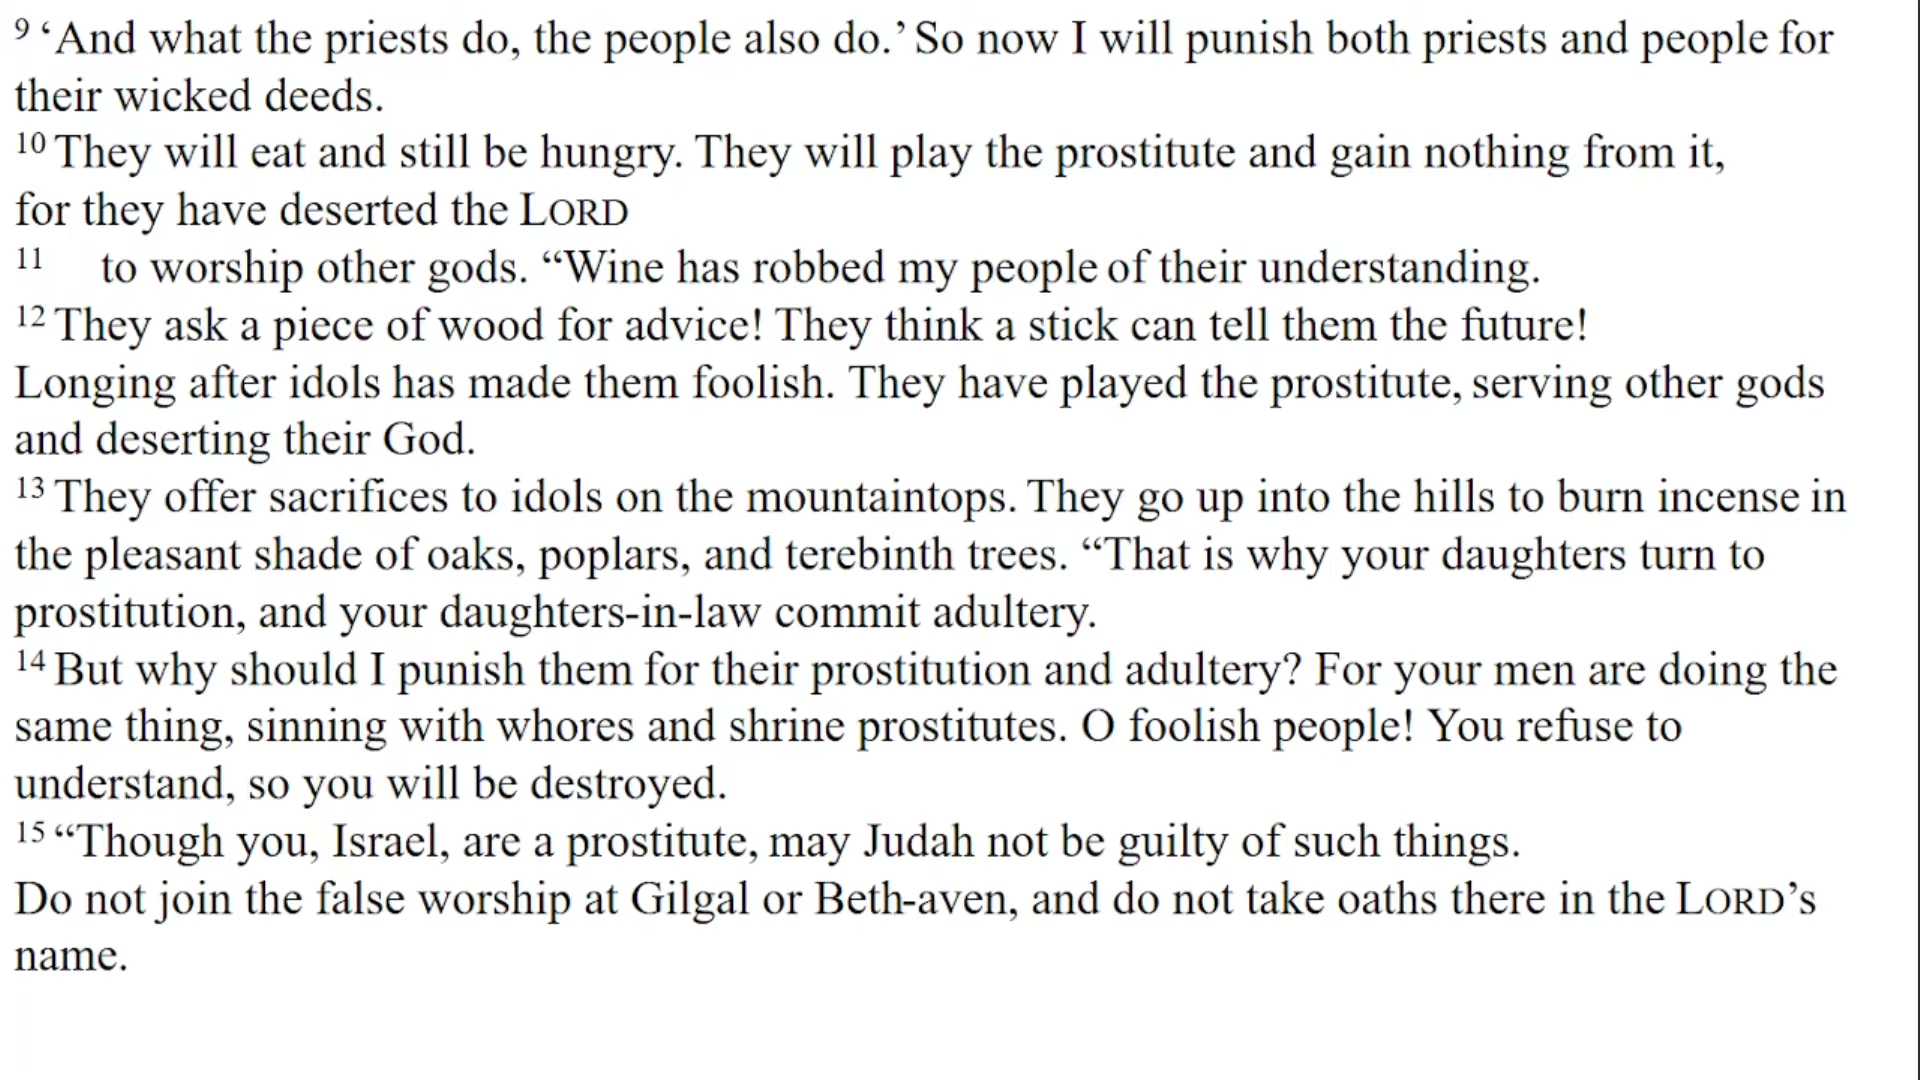 9 ‘And what the priests do, the people also do.’ So now I will punish both priests and people for
their wicked deeds.
10 They will eat and still be hungry. They will play the prostitute and gain nothing from it,
for they have deserted the LORD
11 to worship other gods. “Wine has robbed my people of their understanding.
12 They ask a piece of wood for advice! They think a stick can tell them the future!
Longing after idols has made them foolish. They have played the prostitute, serving other gods
and deserting their God.
13 They offer sacrifices to idols on the mountaintops. They go up into the hills to burn incense in
the pleasant shade of oaks, poplars, and terebinth trees. “That is why your daughters turn to
prostitution, and your daughters-in-law commit adultery.
14 But why should I punish them for their prostitution and adultery? For your men are doing the
same thing, sinning with whores and shrine prostitutes. O foolish people! You refuse to
understand, so you will be destroyed.
15 “Though you, Israel, are a prostitute, may Judah not be guilty of such things.
Do not join the false worship at Gilgal or Beth-aven, and do not take oaths there in the LORD’s
name.